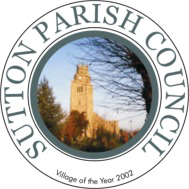 SUTTON PARISH COUNCIL
Village of the Year 2002